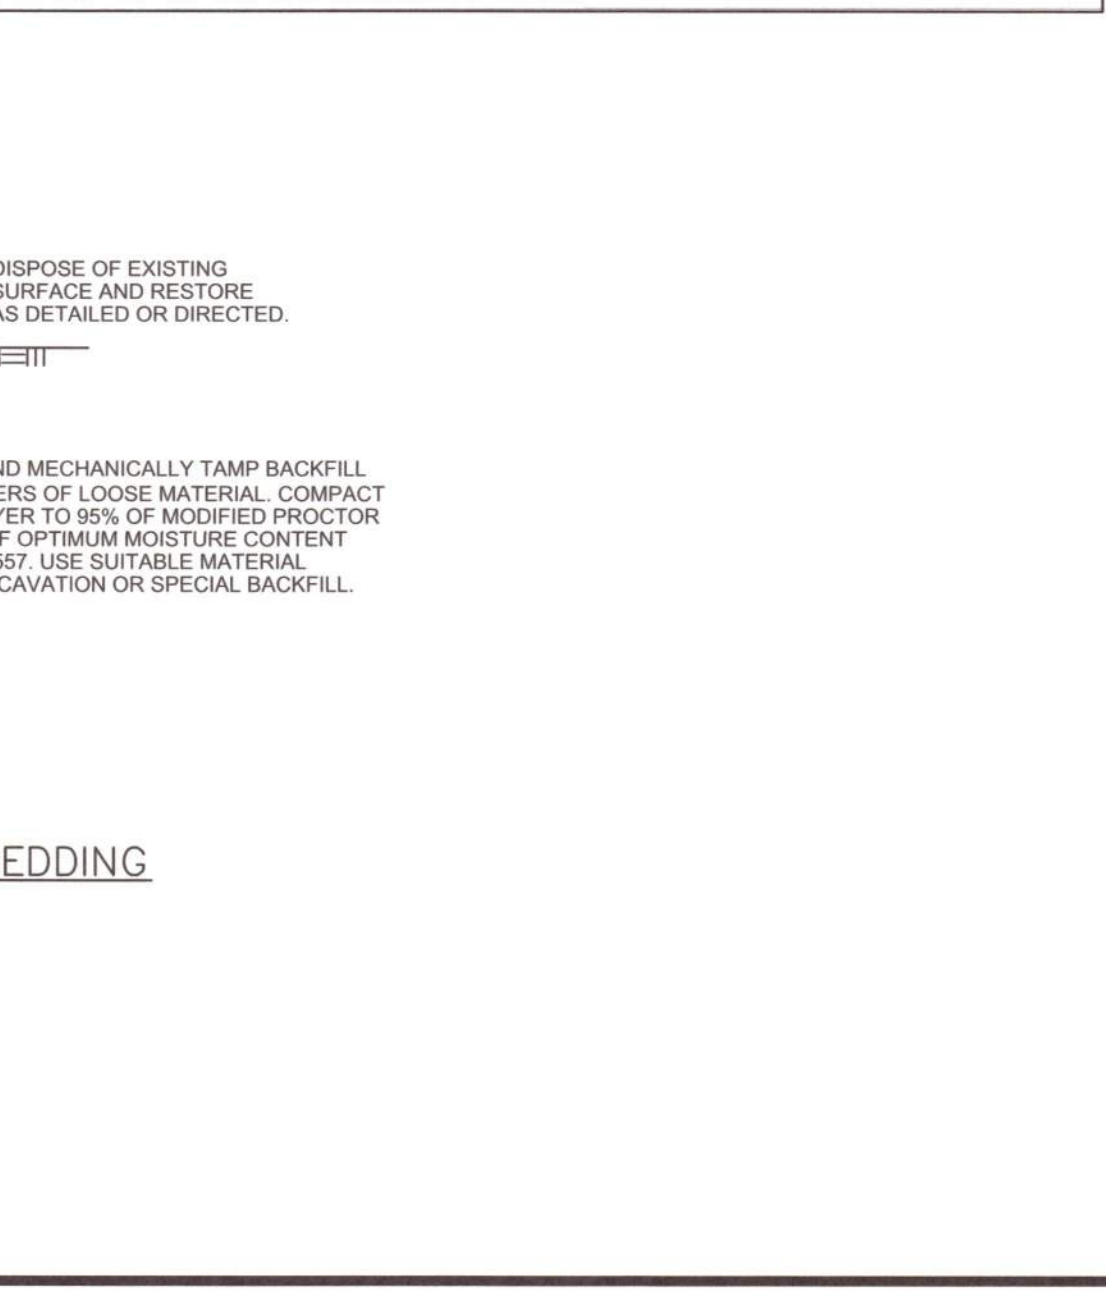 DISPOSE OF EXISTING
SURFACE AND RESTORE
AS DETAILED OR DIRECTED.
ND MECHANICALLY TAMP BACKFILL
ERS OF LOOSE MATERIAL. COMPACT
YER TO 95% OF MODIFIED PROCTOR
F OPTIMUM MOISTURE CONTENT
557. USE SUITABLE MATERIAL
CAVATION OR SPECIAL BACKFILL.
EDDING